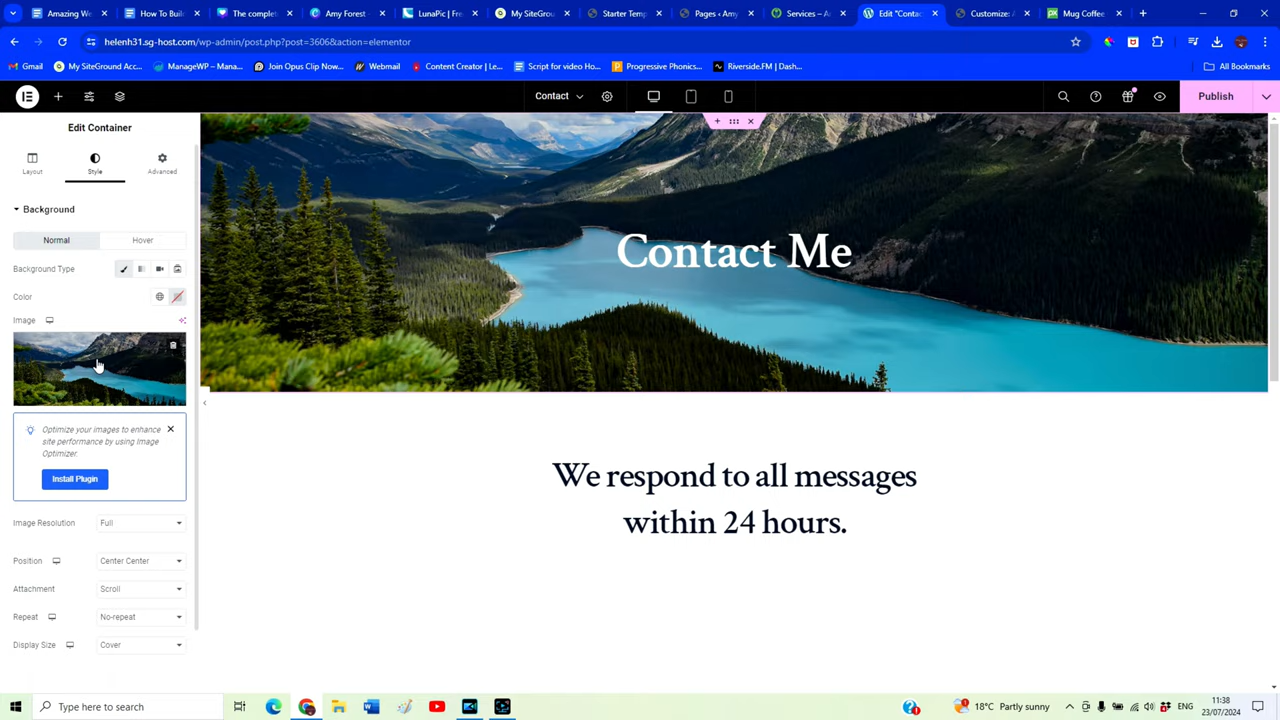 Amazing We
How To Buil
The complet
Amy Forest -
LunaPic | Fre
My SiteGroun
Starter Temp
Pages ‹ Amy
Services – A
Edit "Contac
Customize: A
Mug Coffee
helenh31.sg-host.com/wp-admin/post.php?post=3606&action=elementor
Gmail
My SiteGround Acc...
ManageWP – Mana...
Join Opus Clip Now...
Webmail
Content Creator | Le...
Script for video Ho...
Progressive Phonics...
Riverside.FM | Dash...
All Bookmarks
Contact
Publish
Edit Container
Layout
Style
Advanced
Background
Normal
Hover
Background Type
Color
Image
Optimize your images to enhance
site performance by using Image
Optimizer.
Install Plugin
Image Resolution
Full
Position
Center Center
Attachment
Scroll
Repeat
No-repeat
Display Size
Cover
Contact Me
We respond to all messages
within 24 hours.
Type here to search
18°C Partly sunny
ENG
11:38
23/07/2024